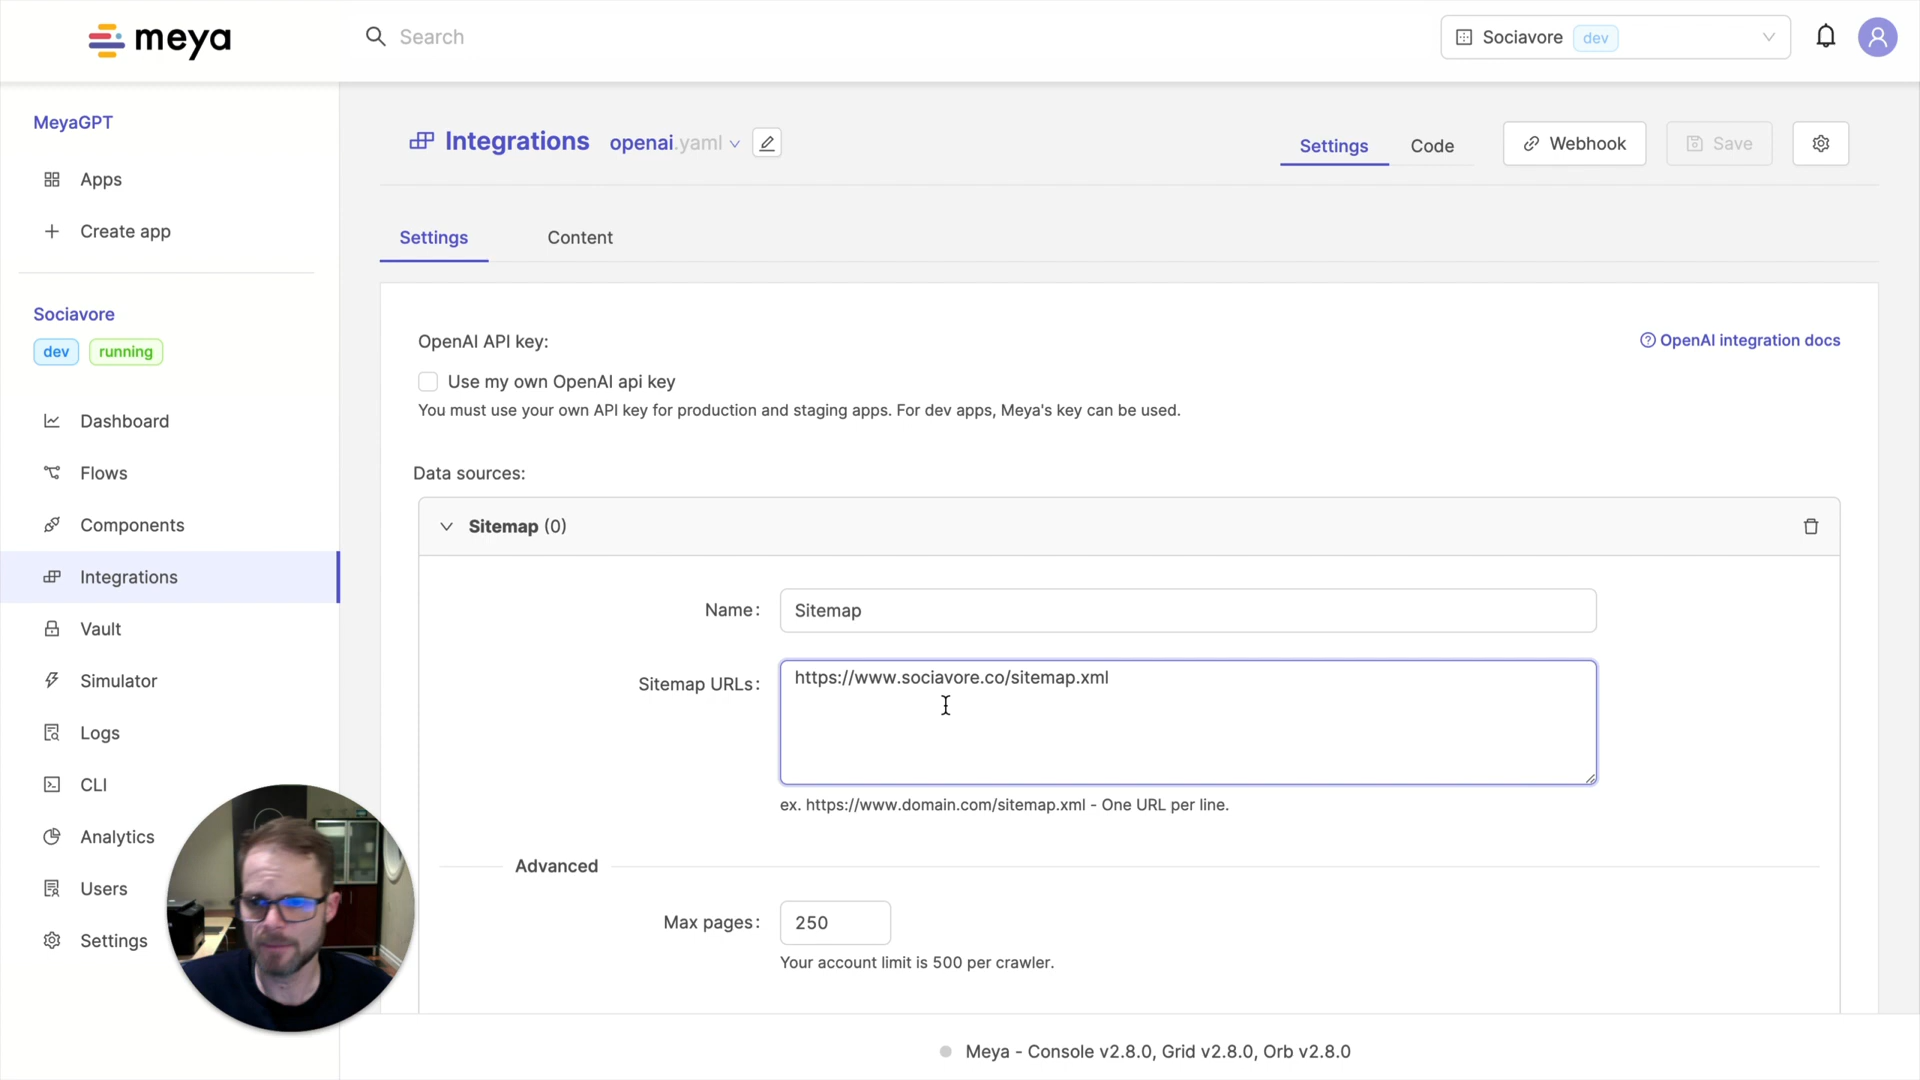 meya
Search
Sociavore dev
MeyaGPT
Apps
Create app
Sociavore
dev running
Dashboard
Flows
Components
Integrations
Vault
Simulator
Logs
CLI
Analytics
Users
Settings
Integrations openai.yaml
Settings Code Webhook Save
Settings Content
OpenAI API key:
OpenAI integration docs
Use my own OpenAI api key
You must use your own API key for production and staging apps. For dev apps, Meya's key can be used.
Data sources:
Sitemap (0)
Name: Sitemap
Sitemap URLs: https://www.sociavore.co/sitemap.xml
ex. https://www.domain.com/sitemap.xml - One URL per line.
Advanced
Max pages: 250
Your account limit is 500 per crawler.
Meya - Console v2.8.0, Grid v2.8.0, Orb v2.8.0